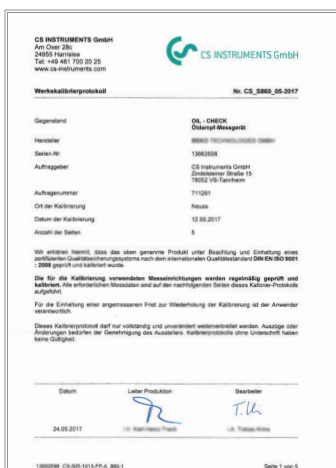 CS INSTRUMENTS GmbH
Am Oxer 28c
24955 Harrislee
Tel: +49 461 700 20 25
www.cs-instruments.com
CS INSTRUMENTS GmbH
Werkskalibrierprotokoll Nr. CS_S860_05-2017
Gegenstand OIL - CHECK
Öldampf-Messgerät
Hersteller
Serien-Nr 13662698
Auftraggeber CS Instruments GmbH
Zindelsteiner Straße 15
78052 VS-Tannheim
Auftragsnummer 711261
Ort der Kalibrierung Neuss
Datum der Kalibrierung 12.05.2017
Anzahl der Seiten 5
Wir erklären hiermit, dass das oben genannte Produkt unter Beachtung und Einhaltung eines
zertifizierten Qualitätssicherungssystems nach dem internationalen Qualitätsstandard DIN EN ISO 9001
: 2008 geprüft und kalibriert wurde.
Die für die Kalibrierung verwendeten Messeinrichtungen werden regelmäßig geprüft und
kalibriert. Alle erforderlichen Messdaten sind auf den nachfolgenden Seiten dieses Kalibrier-Protokolls
aufgeführt.
Für die Einhaltung einer angemessenen Frist zur Wiederholung der Kalibrierung ist der Anwender
verantwortlich.
Dieses Kalibrierprotokoll darf nur vollständig und unverändert weiterverbreitet werden. Auszüge oder
Änderungen bedürfen der Genehmigung des Ausstellers. Kalibrierprotokolle ohne Unterschrift haben
keine Gültigkeit.
Datum Leiter Produktion Bearbeiter
24.05.2017
Seite 1 von 5